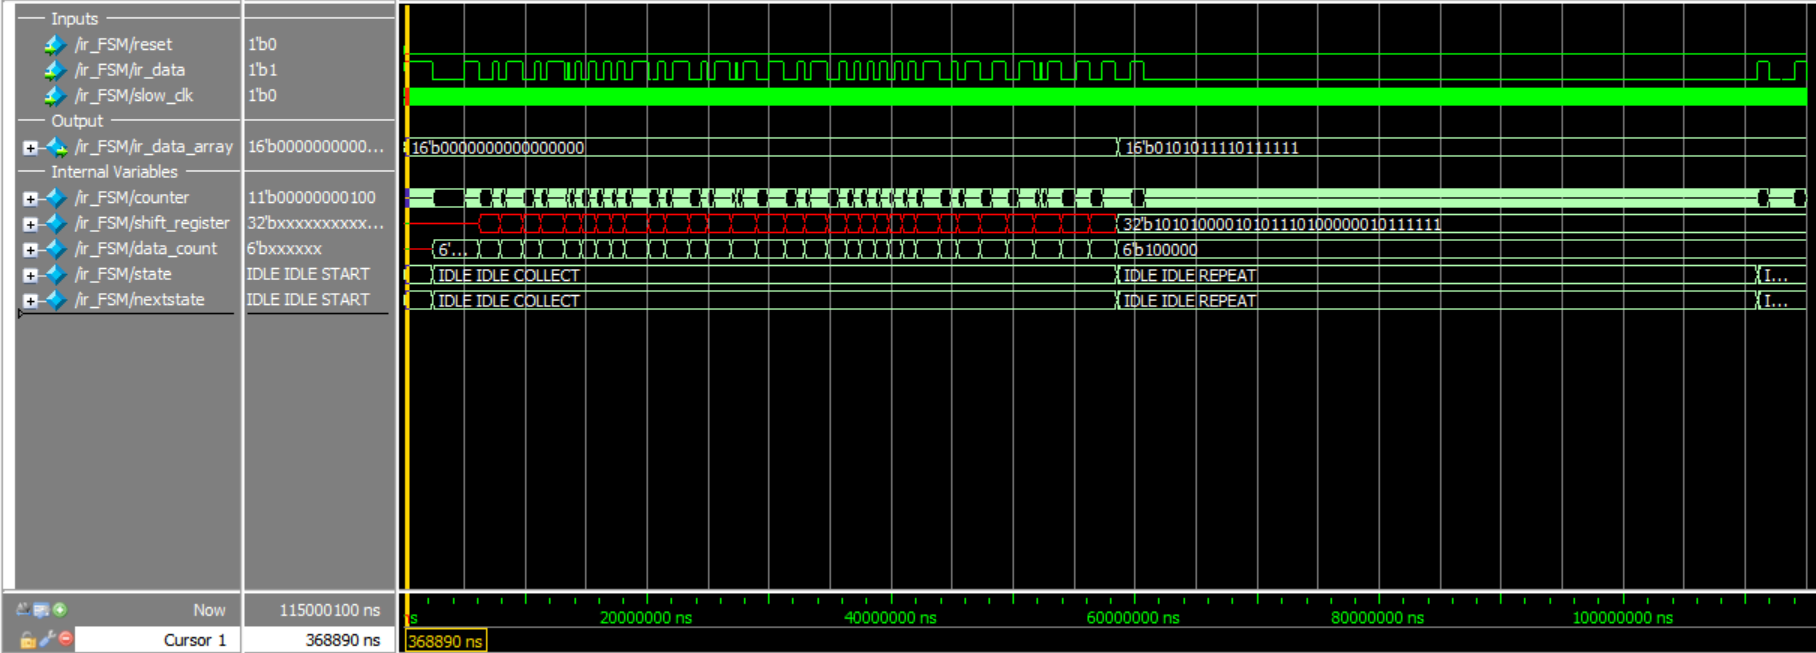 Inputs
/ir_FSM/reset 1'b0
/ir_FSM/ir_data 1'b1
/ir_FSM/slow_clk 1'b0
Output
/ir_FSM/ir_data_array 16'b0000000000... 16'b0000000000000000 16'b0101011110111111
Internal Variables
/ir_FSM/counter 11'b00000000100
/ir_FSM/shift_register 32'bxxxxxxxxxx... 32'b10101000010101110100000010111111
/ir_FSM/data_count 6'bxxxxxx 6'... 6'b100000
/ir_FSM/state IDLE IDLE START IDLE IDLE COLLECT IDLE IDLE REPEAT I...
/ir_FSM/nextstate IDLE IDLE START IDLE IDLE COLLECT IDLE IDLE REPEAT I...
Now 115000100 ns s 20000000 ns 40000000 ns 60000000 ns 80000000 ns 100000000 ns
Cursor 1 368890 ns 368890 ns